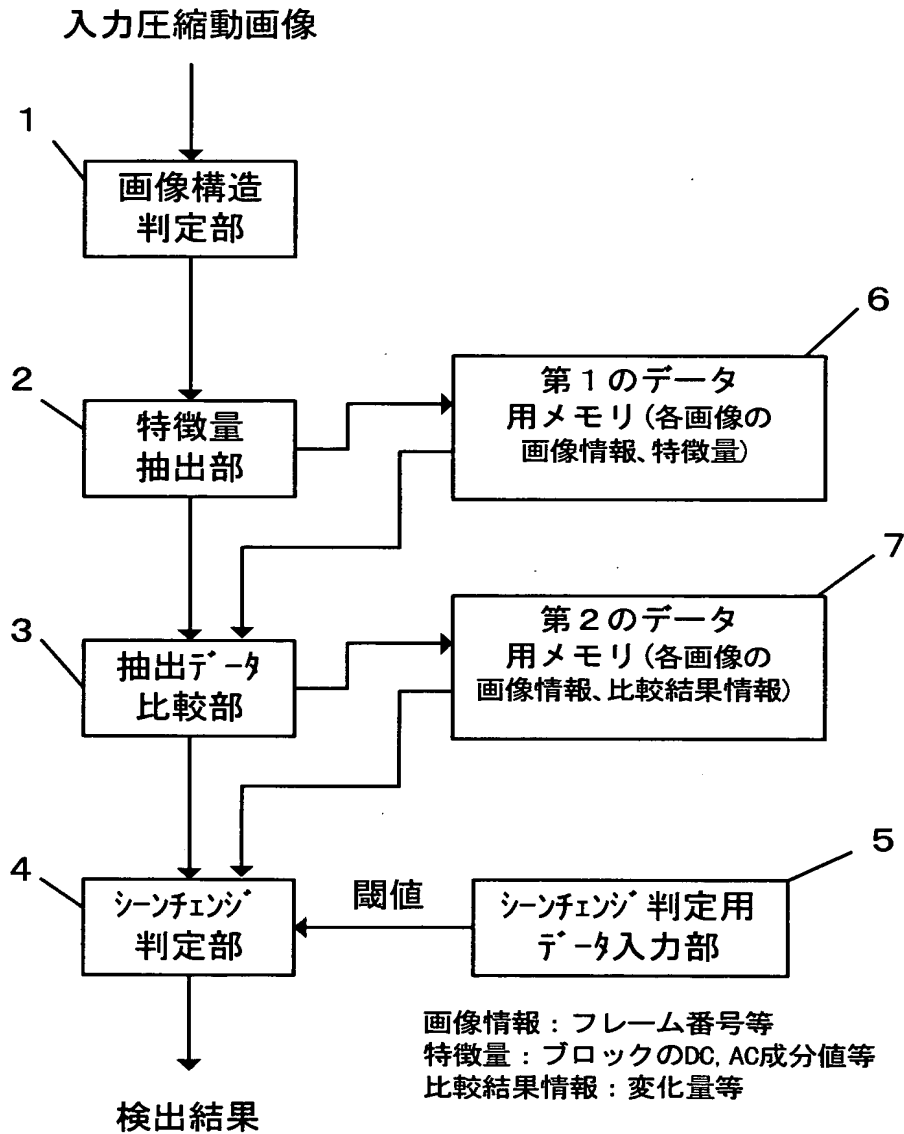 入力圧縮動画像
1
画像構造
判定部
6
第1のデータ
用メモリ(各画像の
画像情報、特徴量)
2
特徴量
抽出部
7
第2のデータ
用メモリ(各画像の
画像情報、比較結果情報)
3
抽出データ
比較部
4
シーンチェンジ
判定部
閾値
5
シーンチェンジ判定用
データ入力部
画像情報：フレーム番号等
特徴量：ブロックのDC, AC成分値等
比較結果情報：変化量等
検出結果